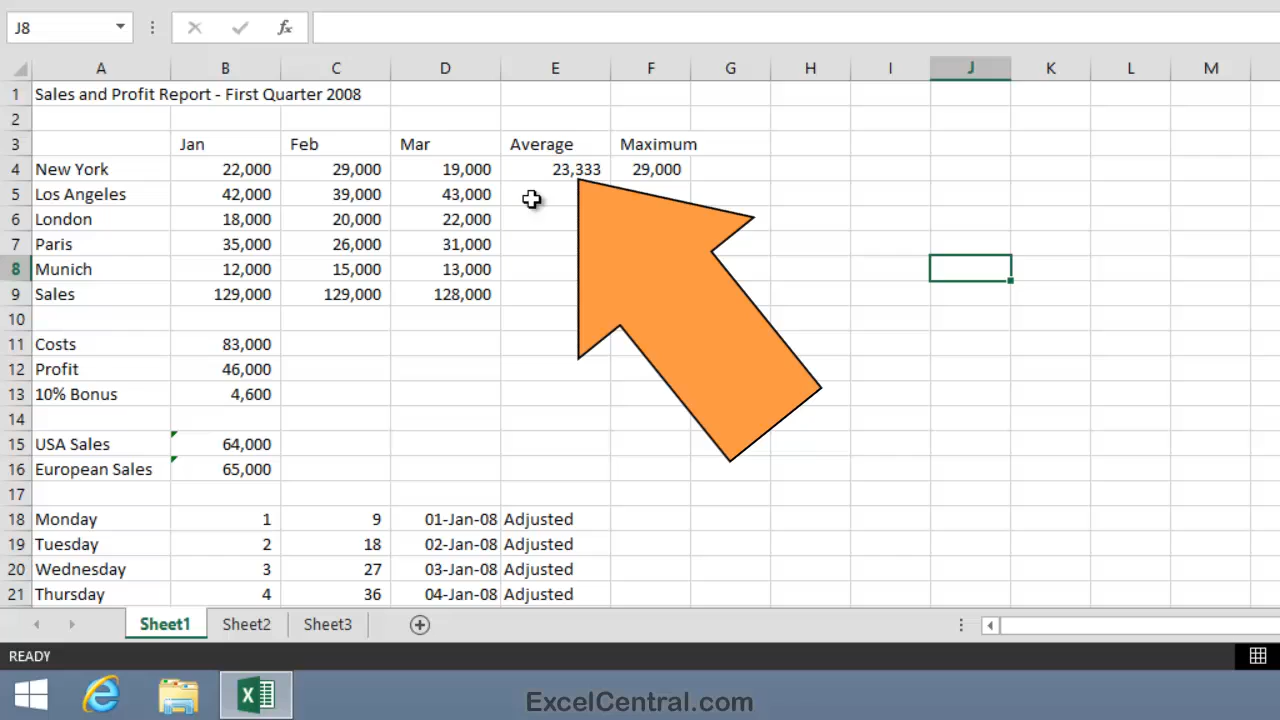 J8
fx
A B C D E F G H I J K L M
1 Sales and Profit Report - First Quarter 2008
2
3 Jan Feb Mar Average Maximum
4 New York 22,000 29,000 19,000 23,333 29,000
5 Los Angeles 42,000 39,000 43,000
6 London 18,000 20,000 22,000
7 Paris 35,000 26,000 31,000
8 Munich 12,000 15,000 13,000
9 Sales 129,000 129,000 128,000
10
11 Costs 83,000
12 Profit 46,000
13 10% Bonus 4,600
14
15 USA Sales 64,000
16 European Sales 65,000
17
18 Monday 1 9 01-Jan-08 Adjusted
19 Tuesday 2 18 02-Jan-08 Adjusted
20 Wednesday 3 27 03-Jan-08 Adjusted
21 Thursday 4 36 04-Jan-08 Adjusted
Sheet1 Sheet2 Sheet3
READY
ExcelCentral.com